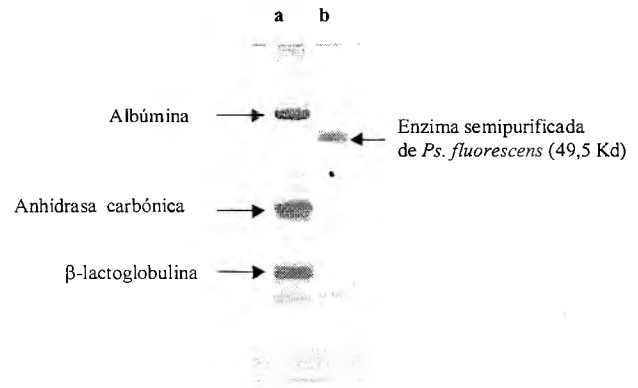 a b
Albúmina
Enzima semipurificada
de Ps. fluorescens (49,5 Kd)
Anhidrasa carbónica
β-lactoglobulina